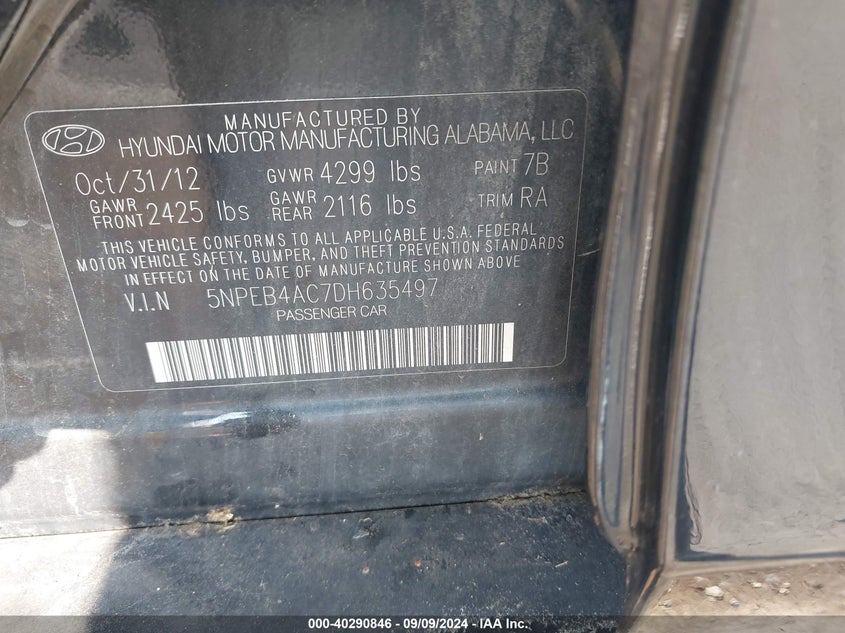 MANUFACTURED BY
HYUNDAI MOTOR MANUFACTURING ALABAMA, LLC
Oct/31/12 GVWR 4299 lbs PAINT 7B
GAWR FRONT 2425 lbs GAWR REAR 2116 lbs TRIM RA
THIS VEHICLE CONFORMS TO ALL APPLICABLE U.S.A. FEDERAL
MOTOR VEHICLE SAFETY, BUMPER, AND THEFT PREVENTION STANDARDS
IN EFFECT ON THE DATE OF MANUFACTURE SHOWN ABOVE
V.I.N 5NPEB4AC7DH635497
PASSENGER CAR
000-40290846 - 09/09/2024 - IAA Inc.